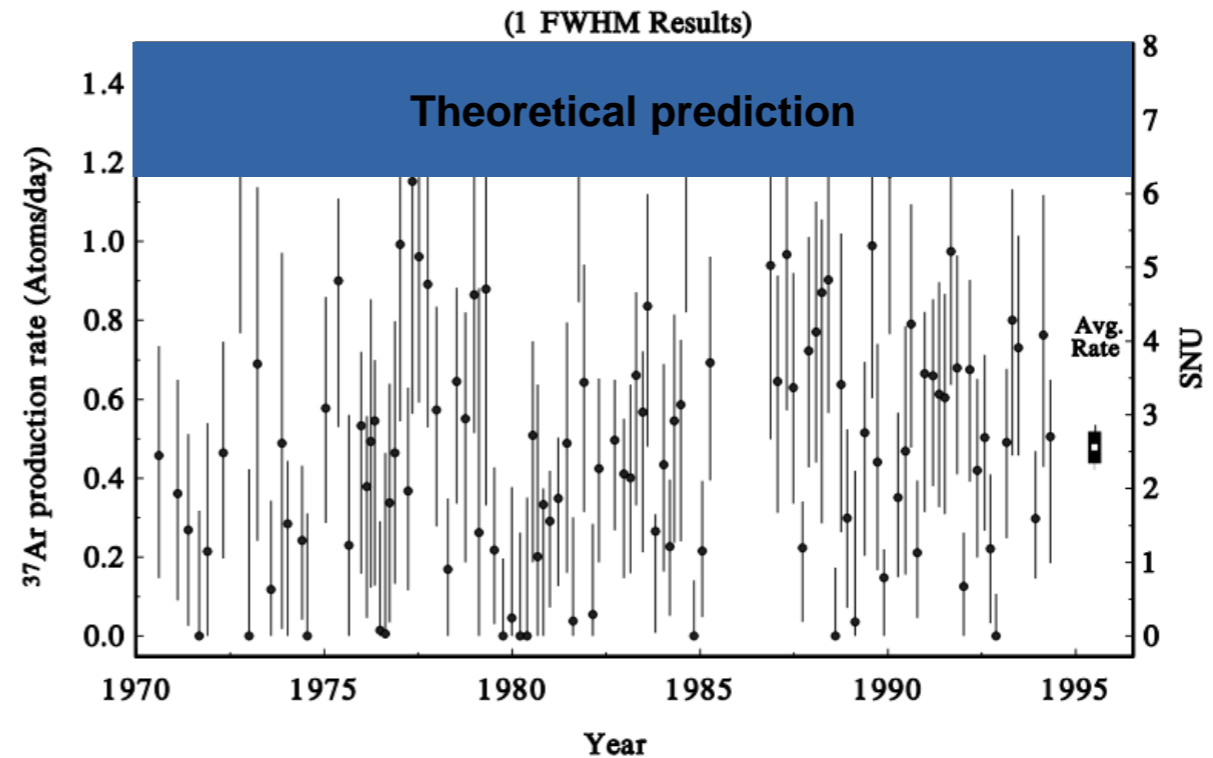 (1 FWHM Results)
Theoretical prediction
37Ar production rate (Atoms/day)
1.4
1.2
1.0
0.8
0.6
0.4
0.2
0.0
8
7
6
5
4
3
2
1
0
SNU
Avg.
Rate
1970 1975 1980 1985 1990 1995
Year